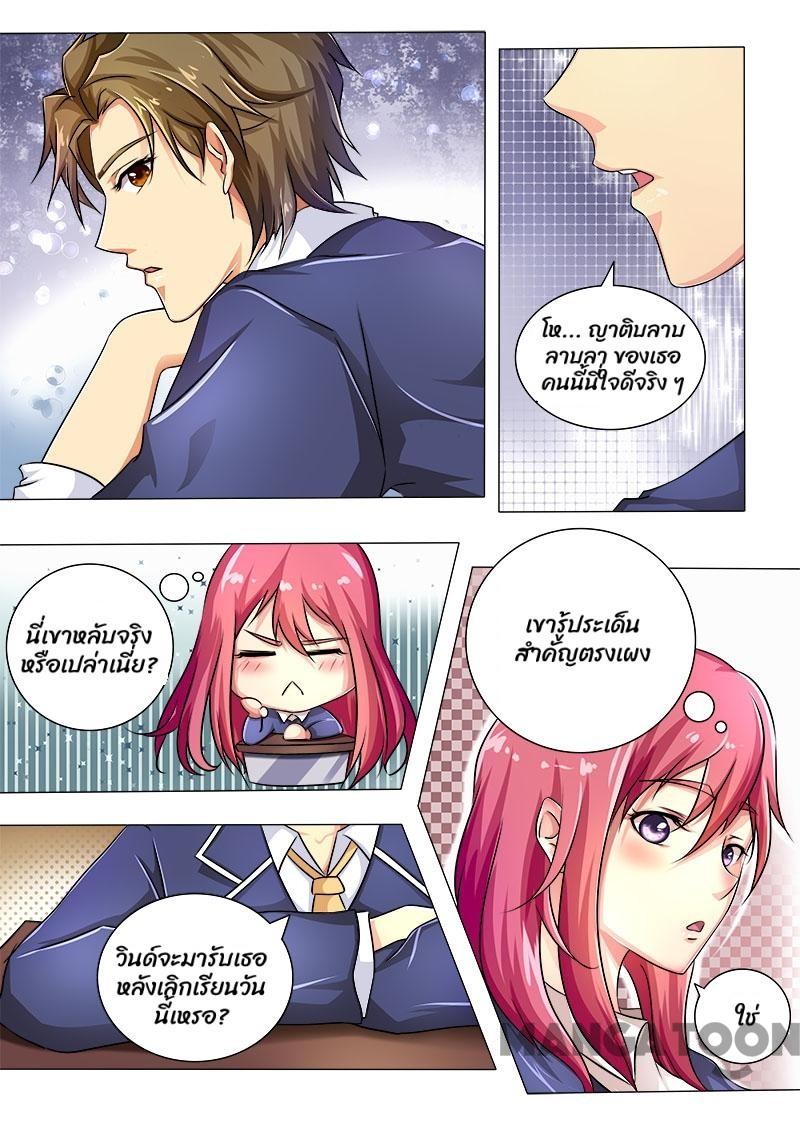 โห... ญาติบลาบ
ลาบลา ของเธอ
คนนี้นี่ใจดีจริง ๆ
นี่เขาหลับจริง
หรือเปล่าเนี่ย?
เขารู้ประเด็น
สำคัญตรงเผง
วินด์จะมารับเธอ
หลังเลิกเรียนวัน
นี้เหรอ?
ใช่
MANGATOON